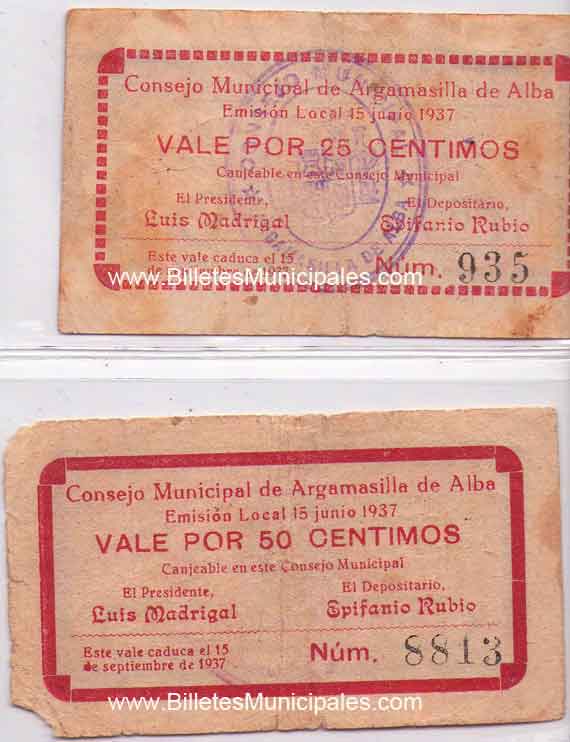 Consejo Municipal de Argamasilla de Alba
Emisión Local 15 junio 1937
VALE POR 25 CENTIMOS
Canjeable en este Consejo Municipal
El Presidente, El Depositario,
Luis Madrigal Epifanio Rubio
Este vale caduca el 15
Núm. 935
www.BilletesMunicipales.com
Consejo Municipal de Argamasilla de Alba
Emisión Local 15 junio 1937
VALE POR 50 CENTIMOS
Canjeable en este Consejo Municipal
El Presidente, El Depositario,
Luis Madrigal Epifanio Rubio
Este vale caduca el 15
de septiembre de 1937
Núm. 8813
www.BilletesMunicipales.com